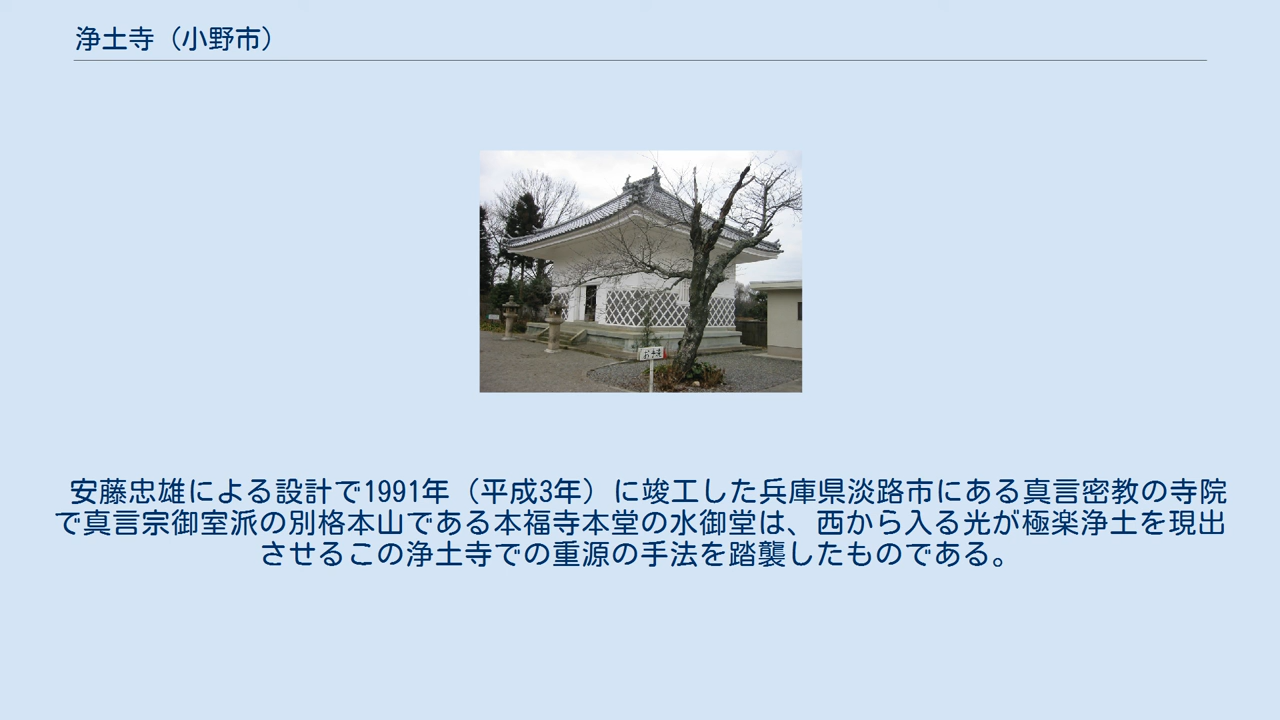 浄土寺（小野市）
安藤忠雄による設計で1991年（平成3年）に竣工した兵庫県淡路市にある真言密教の寺院
で真言宗御室派の別格本山である本福寺本堂の水御堂は、西から入る光が極楽浄土を現出
させるこの浄土寺での重源の手法を踏襲したものである。